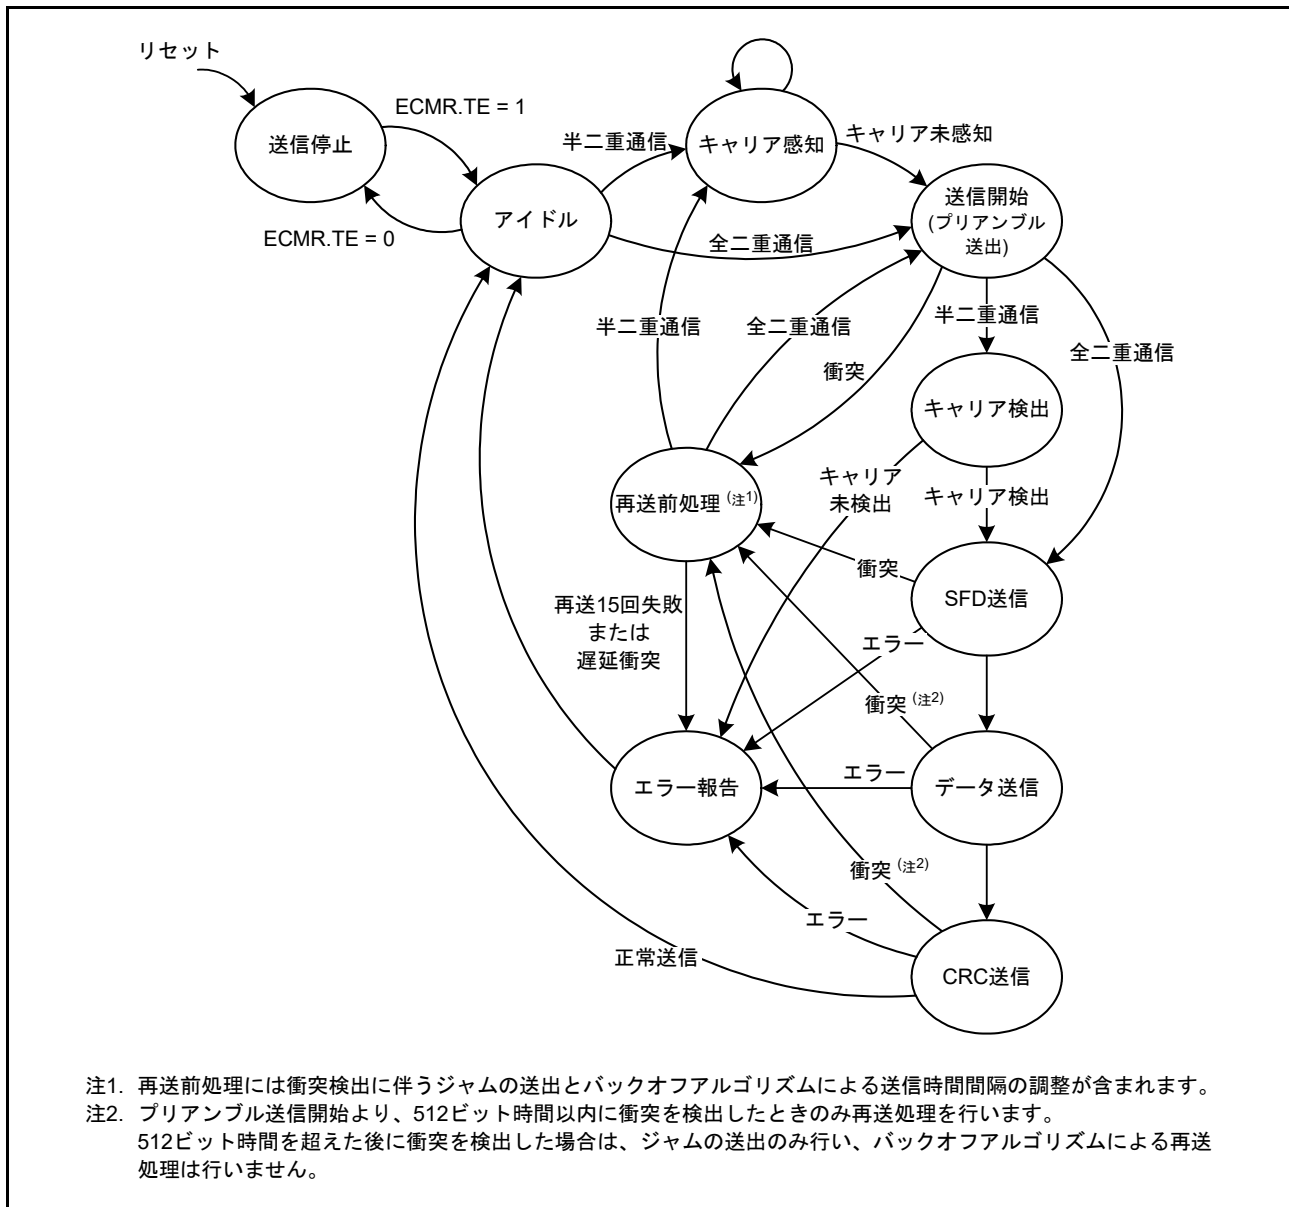 リセット
ECMR.TE = 1
送信停止
半二重通信
キャリア感知
キャリア未感知
アイドル
送信開始
(プリアンブル
送出)
ECMR.TE = 0
全二重通信
半二重通信
全二重通信
半二重通信
全二重通信
衝突
キャリア検出
キャリア
未検出
キャリア検出
再送前処理 (注1)
衝突
SFD送信
再送15回失敗
または
遅延衝突
エラー
衝突 (注2)
エラー
エラー報告
データ送信
衝突 (注2)
エラー
正常送信
CRC送信
注1. 再送前処理には衝突検出に伴うジャムの送出とバックオフアルゴリズムによる送信時間間隔の調整が含まれます。
注2. プリアンブル送信開始より、512ビット時間以内に衝突を検出したときのみ再送処理を行います。
512ビット時間を超えた後に衝突を検出した場合は、ジャムの送出のみ行い、バックオフアルゴリズムによる再送
処理は行いません。